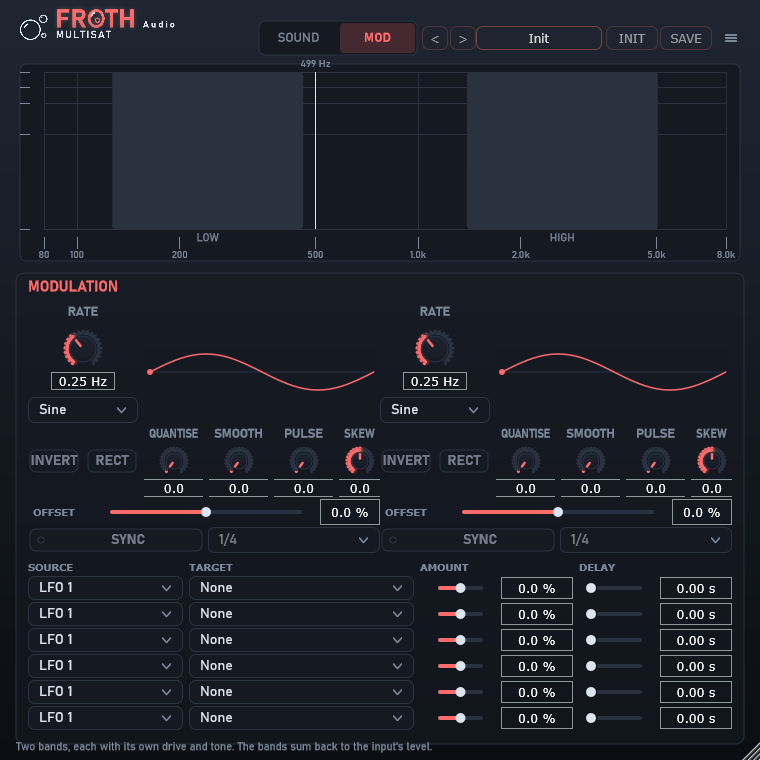 FROTH Audio
MULTISAT
SOUND MOD < > Init INIT SAVE
499 Hz
LOW HIGH
80 100 200 500 1.0k 2.0k 5.0k 8.0k
MODULATION
RATE RATE
0.25 Hz 0.25 Hz
Sine Sine
QUANTISE SMOOTH PULSE SKEW QUANTISE SMOOTH PULSE SKEW
INVERT RECT INVERT RECT
0.0 0.0 0.0 0.0 0.0 0.0 0.0 0.0
OFFSET 0.0 % OFFSET 0.0 %
SYNC 1/4 SYNC 1/4
SOURCE TARGET AMOUNT DELAY
LFO 1 None 0.0 % 0.00 s
LFO 1 None 0.0 % 0.00 s
LFO 1 None 0.0 % 0.00 s
LFO 1 None 0.0 % 0.00 s
LFO 1 None 0.0 % 0.00 s
LFO 1 None 0.0 % 0.00 s
Two bands, each with its own drive and tone. The bands sum back to the input's level.